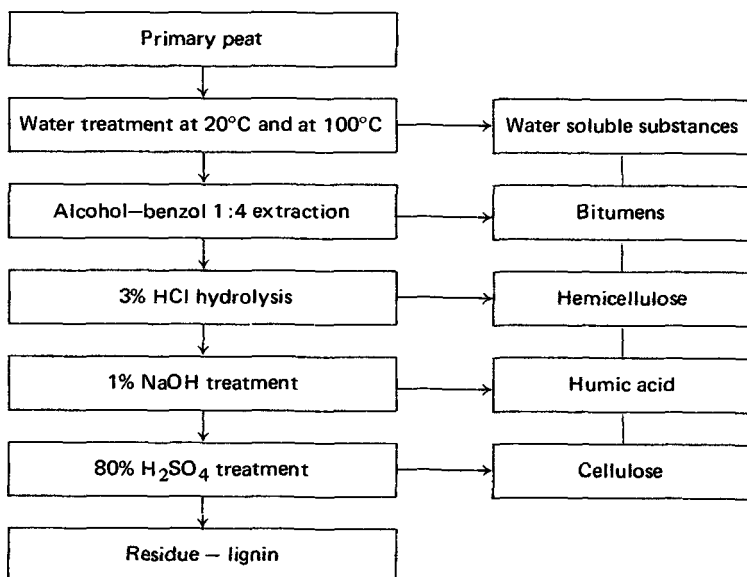 Primary peat
Water treatment at 20°C and at 100°C
Water soluble substances
Alcohol–benzol 1:4 extraction
Bitumens
3% HCl hydrolysis
Hemicellulose
1% NaOH treatment
Humic acid
80% H₂SO₄ treatment
Cellulose
Residue – lignin